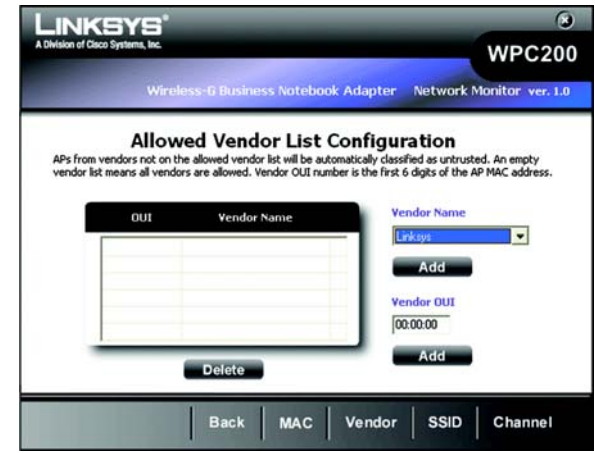 LINKSYS®
A Division of Cisco Systems, Inc.
WPC200
Wireless-G Business Notebook Adapter Network Monitor ver. 1.0
Allowed Vendor List Configuration
APs from vendors not on the allowed vendor list will be automatically classified as untrusted. An empty
vendor list means all vendors are allowed. Vendor OUI number is the first 6 digits of the AP MAC address.
OUI Vendor Name
Vendor Name
Linksys
Add
Vendor OUI
00:00:00
Add
Delete
Back MAC Vendor SSID Channel